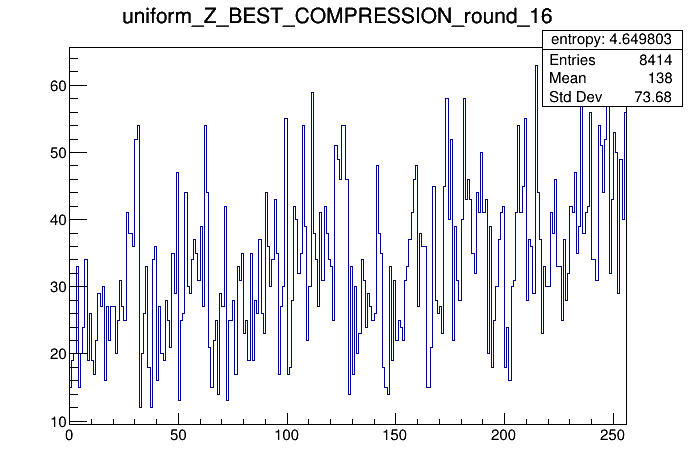 uniform_Z_BEST_COMPRESSION_round_16
entropy: 4.649803
Entries 8414
Mean 138
Std Dev 73.68
60
50
40
30
20
10
0 50 100 150 200 250